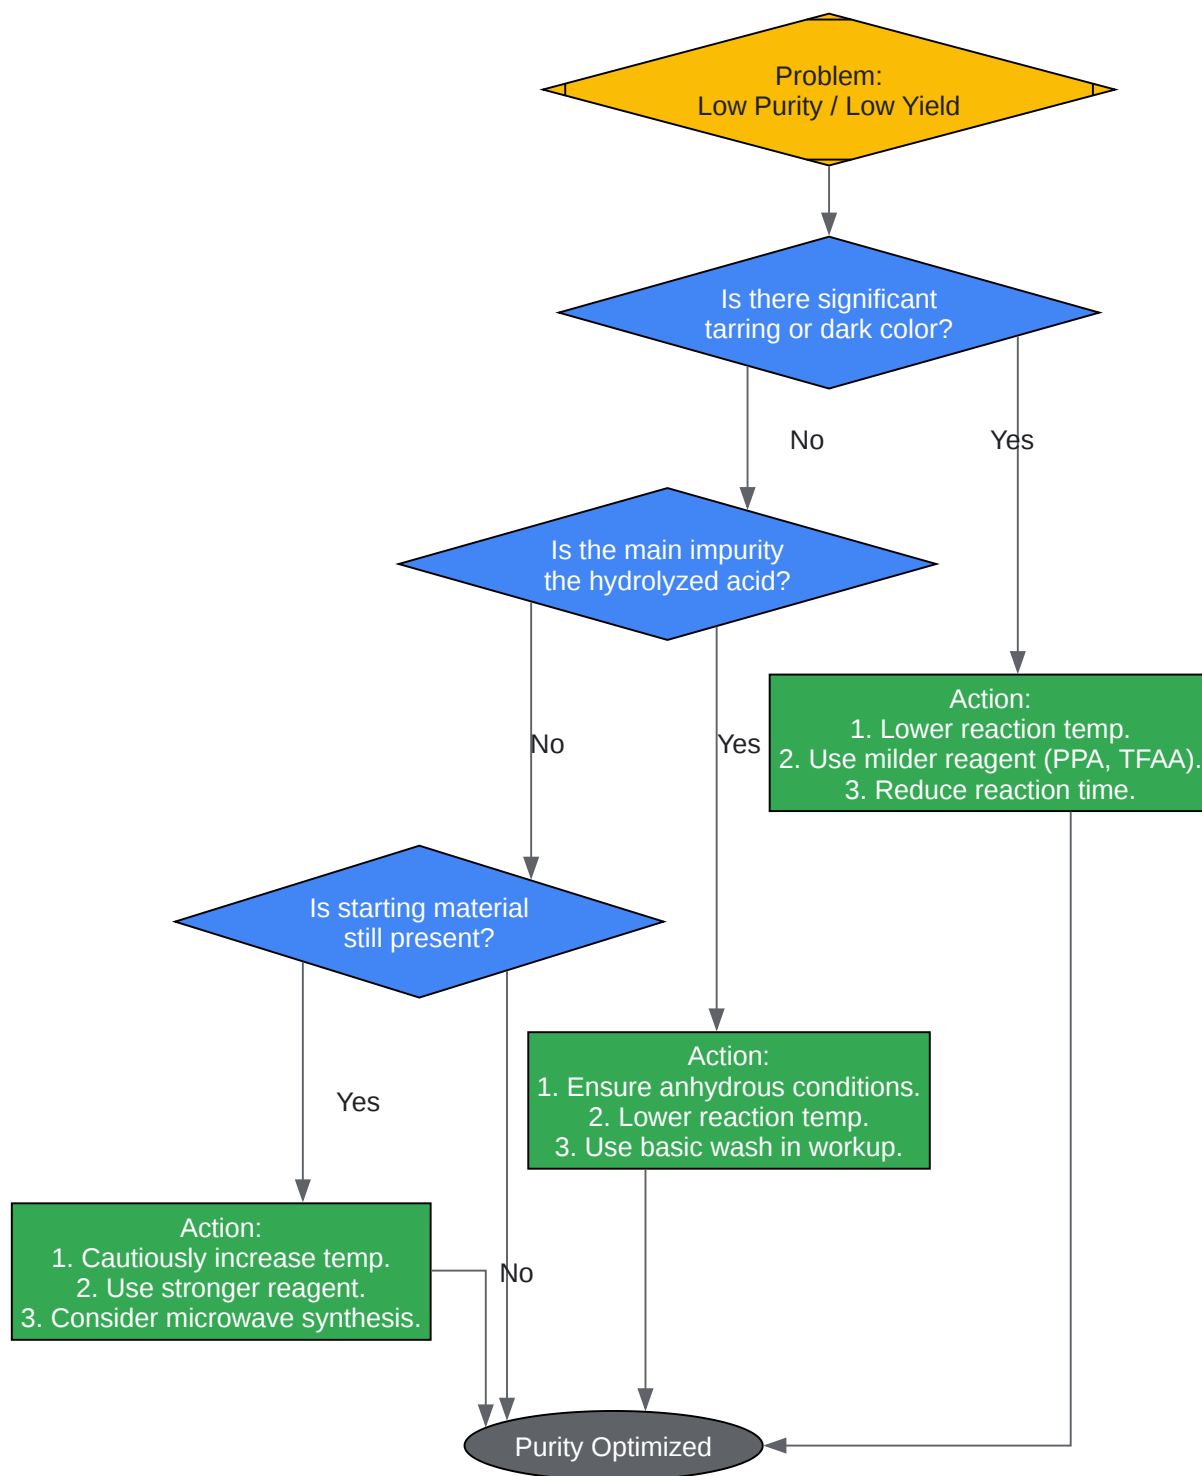 Problem:
Low Purity / Low Yield
Is there significant
tarring or dark color?
No
Yes
Is the main impurity
the hydrolyzed acid?
Action:
1. Lower reaction temp.
2. Use milder reagent (PPA, TFAA).
3. Reduce reaction time.
No
Yes
Is starting material
still present?
Action:
1. Ensure anhydrous conditions.
2. Lower reaction temp.
3. Use basic wash in workup.
Yes
No
Action:
1. Cautiously increase temp.
2. Use stronger reagent.
3. Consider microwave synthesis.
Purity Optimized